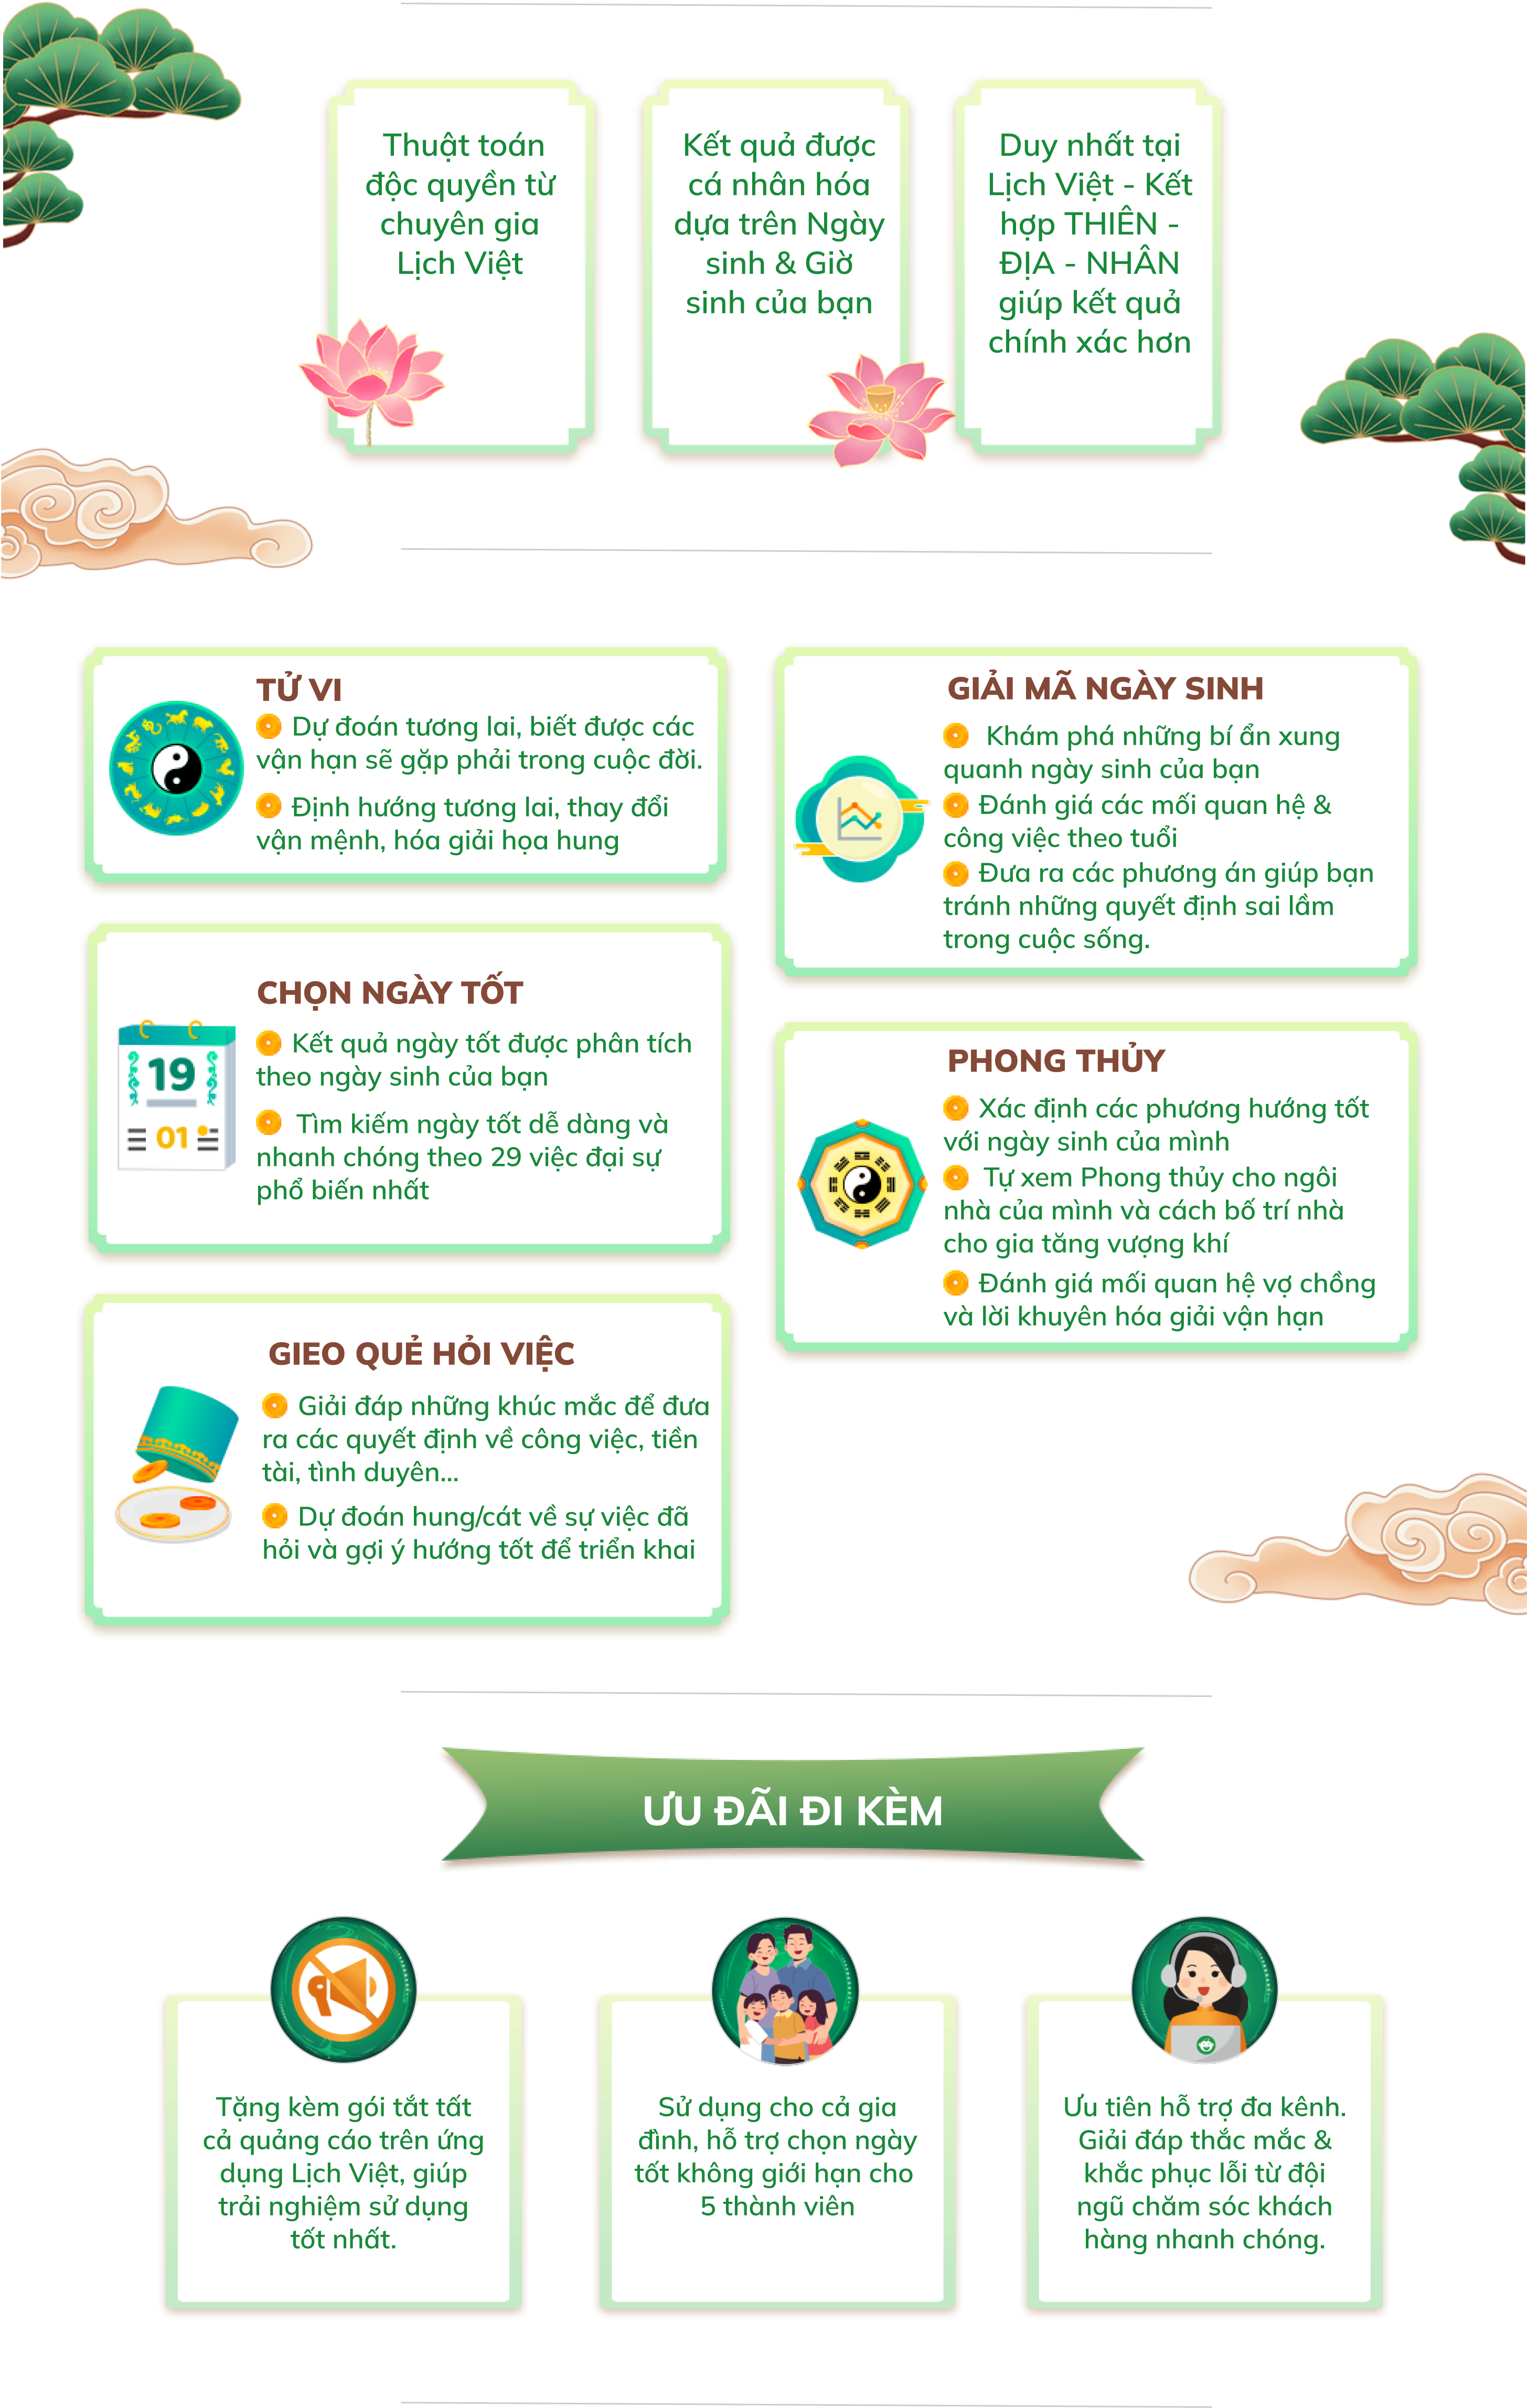 Thuật toán
độc quyền từ
chuyên gia
Lịch Việt
Kết quả được
cá nhân hóa
dựa trên Ngày
sinh & Giờ
sinh của bạn
Duy nhất tại
Lịch Việt - Kết
hợp THIÊN -
ĐỊA - NHÂN
giúp kết quả
chính xác hơn
TỬ VI
Dự đoán tương lai, biết được các
vận hạn sẽ gặp phải trong cuộc đời.
Định hướng tương lai, thay đổi
vận mệnh, hóa giải họa hung
GIẢI MÃ NGÀY SINH
Khám phá những bí ẩn xung
quanh ngày sinh của bạn
Đánh giá các mối quan hệ &
công việc theo tuổi
Đưa ra các phương án giúp bạn
tránh những quyết định sai lầm
trong cuộc sống.
CHỌN NGÀY TỐT
19
01
Kết quả ngày tốt được phân tích
theo ngày sinh của bạn
Tìm kiếm ngày tốt dễ dàng và
nhanh chóng theo 29 việc đại sự
phổ biến nhất
PHONG THỦY
Xác định các phương hướng tốt
với ngày sinh của mình
Tự xem Phong thủy cho ngôi
nhà của mình và cách bố trí nhà
cho gia tăng vượng khí
Đánh giá mối quan hệ vợ chồng
và lời khuyên hóa giải vận hạn
GIEO QUẺ HỎI VIỆC
Giải đáp những khúc mắc để đưa
ra các quyết định về công việc, tiền
tài, tình duyên...
Dự đoán hung/cát về sự việc đã
hỏi và gợi ý hướng tốt để triển khai
ƯU ĐÃI ĐI KÈM
Tặng kèm gói tắt tất
cả quảng cáo trên ứng
dụng Lịch Việt, giúp
trải nghiệm sử dụng
tốt nhất.
Sử dụng cho cả gia
đình, hỗ trợ chọn ngày
tốt không giới hạn cho
5 thành viên
Ưu tiên hỗ trợ đa kênh.
Giải đáp thắc mắc &
khắc phục lỗi từ đội
ngũ chăm sóc khách
hàng nhanh chóng.